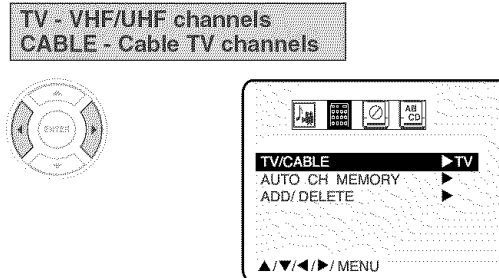 TV - VHF/UHF channels
CABLE - Cable TV channels
ENTER
AB
CD
TV/CABLE ▶TV
AUTO CH MEMORY ▶
ADD/ DELETE ▶
▲/▼/◀/▶/ MENU